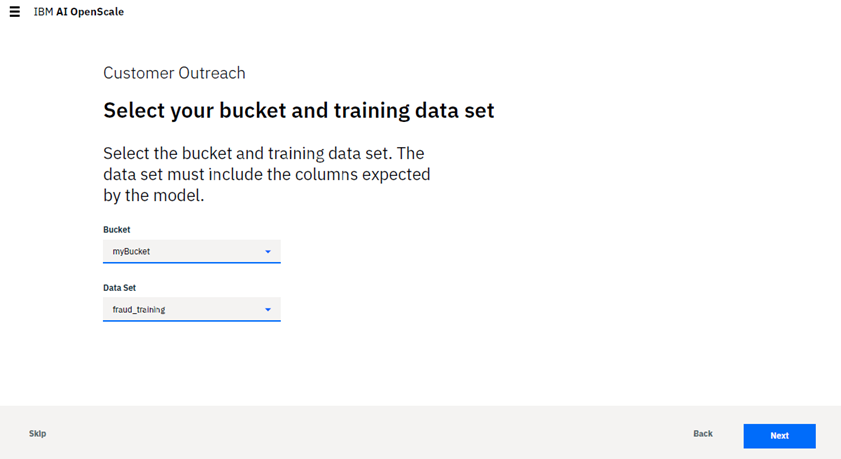 IBM AI OpenScale
Customer Outreach
Select your bucket and training data set
Select the bucket and training data set. The
data set must include the columns expected
by the model.
Bucket
myBucket
Data Set
fraud_training
Skip
Back
Next